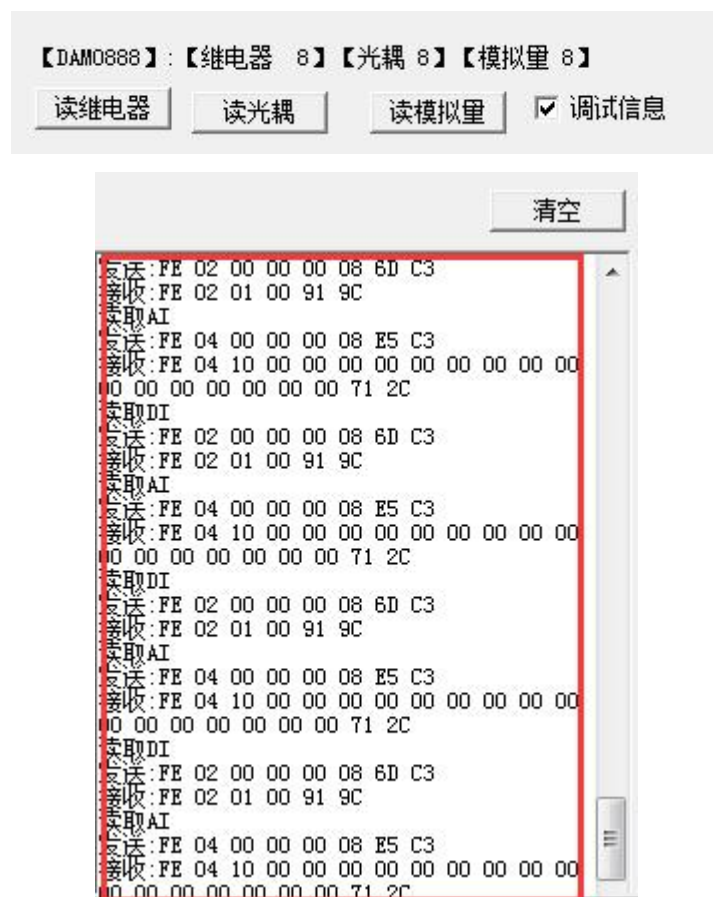 【DAM0888】:【继电器 8】【光耦 8】【模拟量 8】
读继电器 读光耦 读模拟量 调试信息
清空
发送:FE 02 00 00 00 08 6D C3
接收:FE 02 01 00 91 9C
读取AI
发送:FE 04 00 00 00 08 E5 C3
接收:FE 04 10 00 00 00 00 00 00 00 00 00
00 00 00 00 00 00 00 71 2C
读取DI
发送:FE 02 00 00 00 08 6D C3
接收:FE 02 01 00 91 9C
读取AI
发送:FE 04 00 00 00 08 E5 C3
接收:FE 04 10 00 00 00 00 00 00 00 00 00
00 00 00 00 00 00 00 71 2C
读取DI
发送:FE 02 00 00 00 08 6D C3
接收:FE 02 01 00 91 9C
读取AI
发送:FE 04 00 00 00 08 E5 C3
接收:FE 04 10 00 00 00 00 00 00 00 00 00
00 00 00 00 00 00 00 71 2C
读取DI
发送:FE 02 00 00 00 08 6D C3
接收:FE 02 01 00 91 9C
读取AI
发送:FE 04 00 00 00 08 E5 C3
接收:FE 04 10 00 00 00 00 00 00 00 00 00
00 00 00 00 00 00 00 71 2C